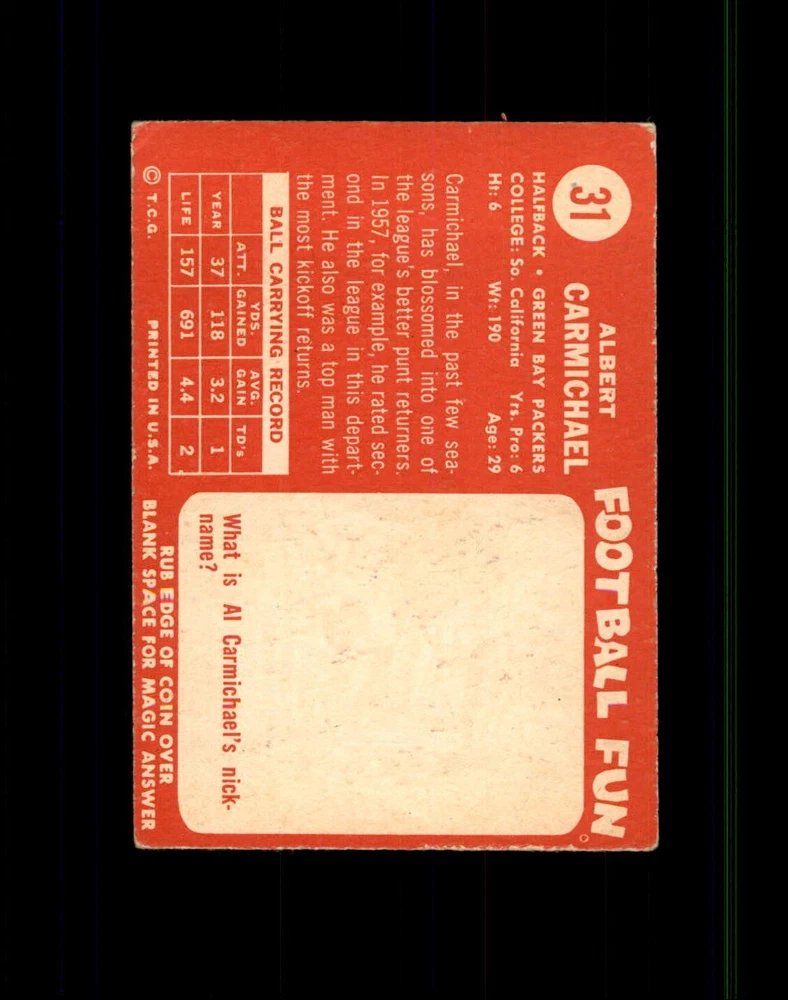 31
ALBERT
CARMICHAEL
HALFBACK • GREEN BAY PACKERS
COLLEGE: So. California Yrs. Pro: 6
Ht: 6 Wt: 190 Age: 29
Carmichael, in the past few sea-
sons, has blossomed into one of
the league's better punt returners.
In 1957, for example, he rated sec-
ond in the league in this depart-
ment. He also was a top man with
the most kickoff returns.
BALL CARRYING RECORD
ATT. YDS. GAINED AVG. GAIN TD's
YEAR 37 118 3.2 1
LIFE 157 691 4.4 2
© T.C.G. PRINTED IN U.S.A.
FOOTBALL FUN
What is Al Carmichael's nick-
name?
RUB EDGE OF COIN OVER
BLANK SPACE FOR MAGIC ANSWER